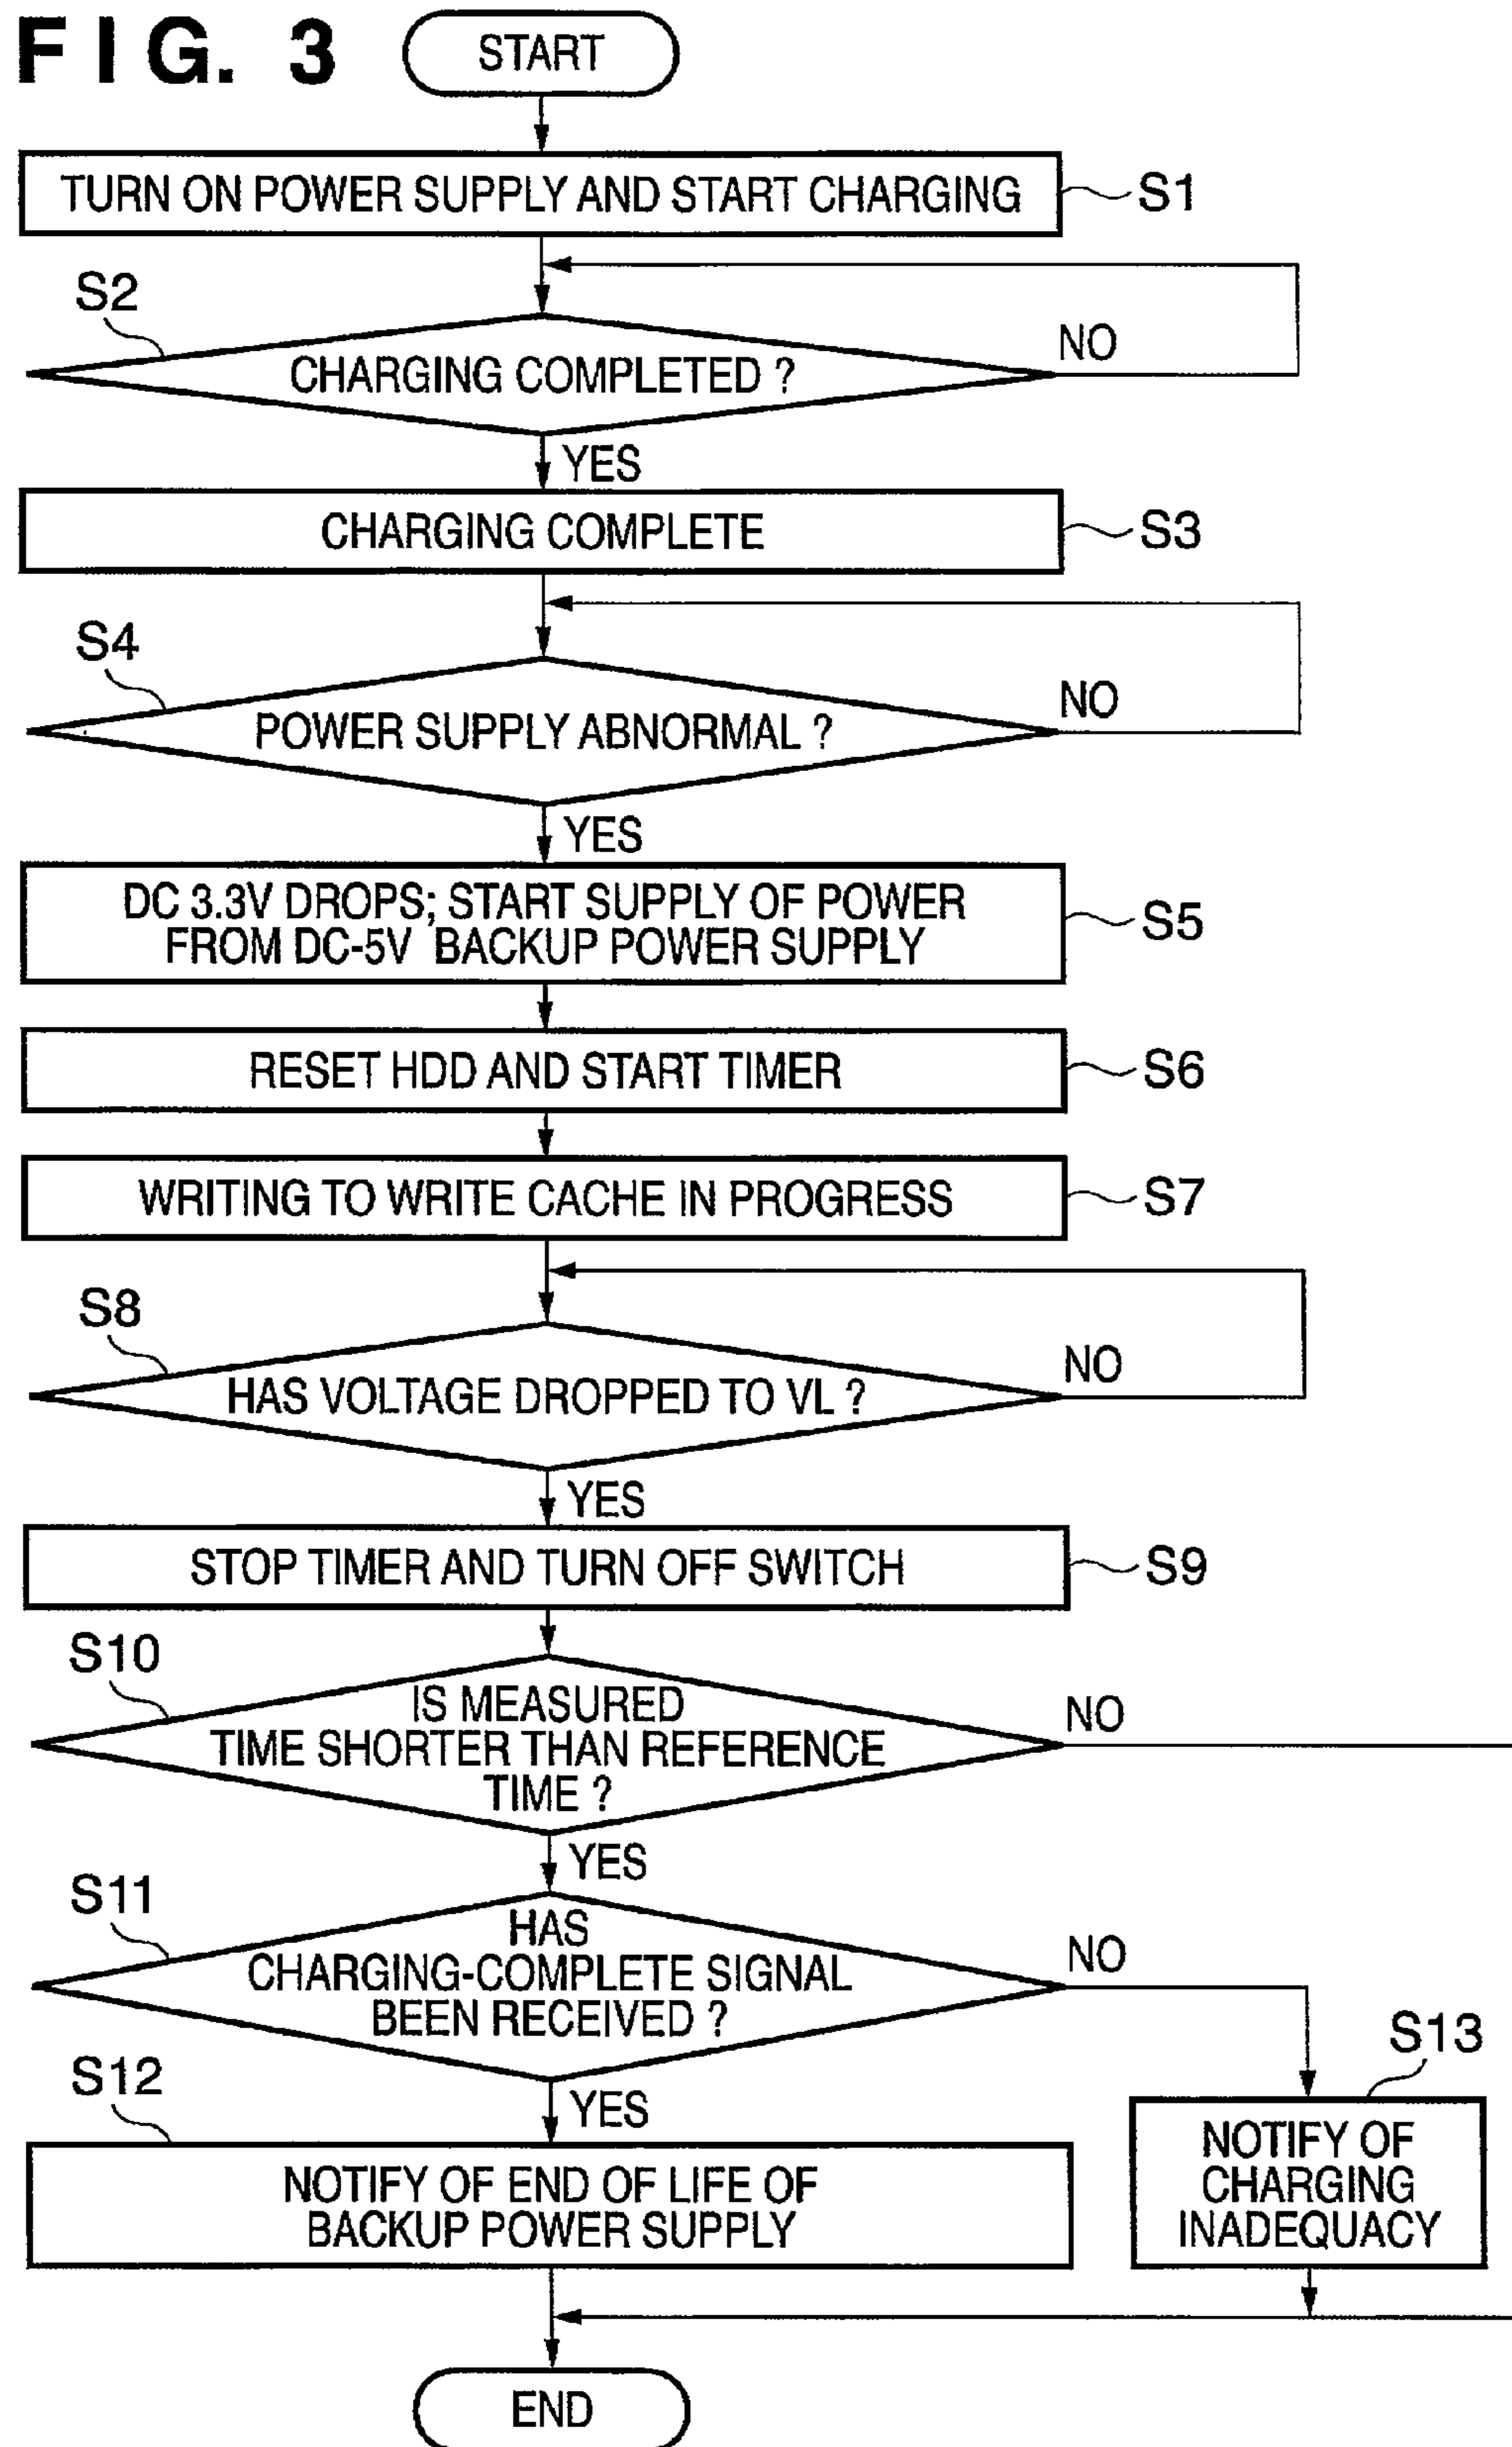 FIG. 3
START
TURN ON POWER SUPPLY AND START CHARGING
S1
S2
CHARGING COMPLETED ?
NO
YES
CHARGING COMPLETE
S3
S4
POWER SUPPLY ABNORMAL ?
NO
YES
DC 3.3V DROPS; START SUPPLY OF POWER
FROM DC-5V BACKUP POWER SUPPLY
S5
RESET HDD AND START TIMER
S6
WRITING TO WRITE CACHE IN PROGRESS
S7
S8
HAS VOLTAGE DROPPED TO VL ?
NO
YES
STOP TIMER AND TURN OFF SWITCH
S9
S10
IS MEASURED
TIME SHORTER THAN REFERENCE
TIME ?
NO
YES
S11
HAS
CHARGING-COMPLETE SIGNAL
BEEN RECEIVED ?
NO
YES
S12
NOTIFY OF END OF LIFE OF
BACKUP POWER SUPPLY
S13
NOTIFY OF
CHARGING
INADEQUACY
END